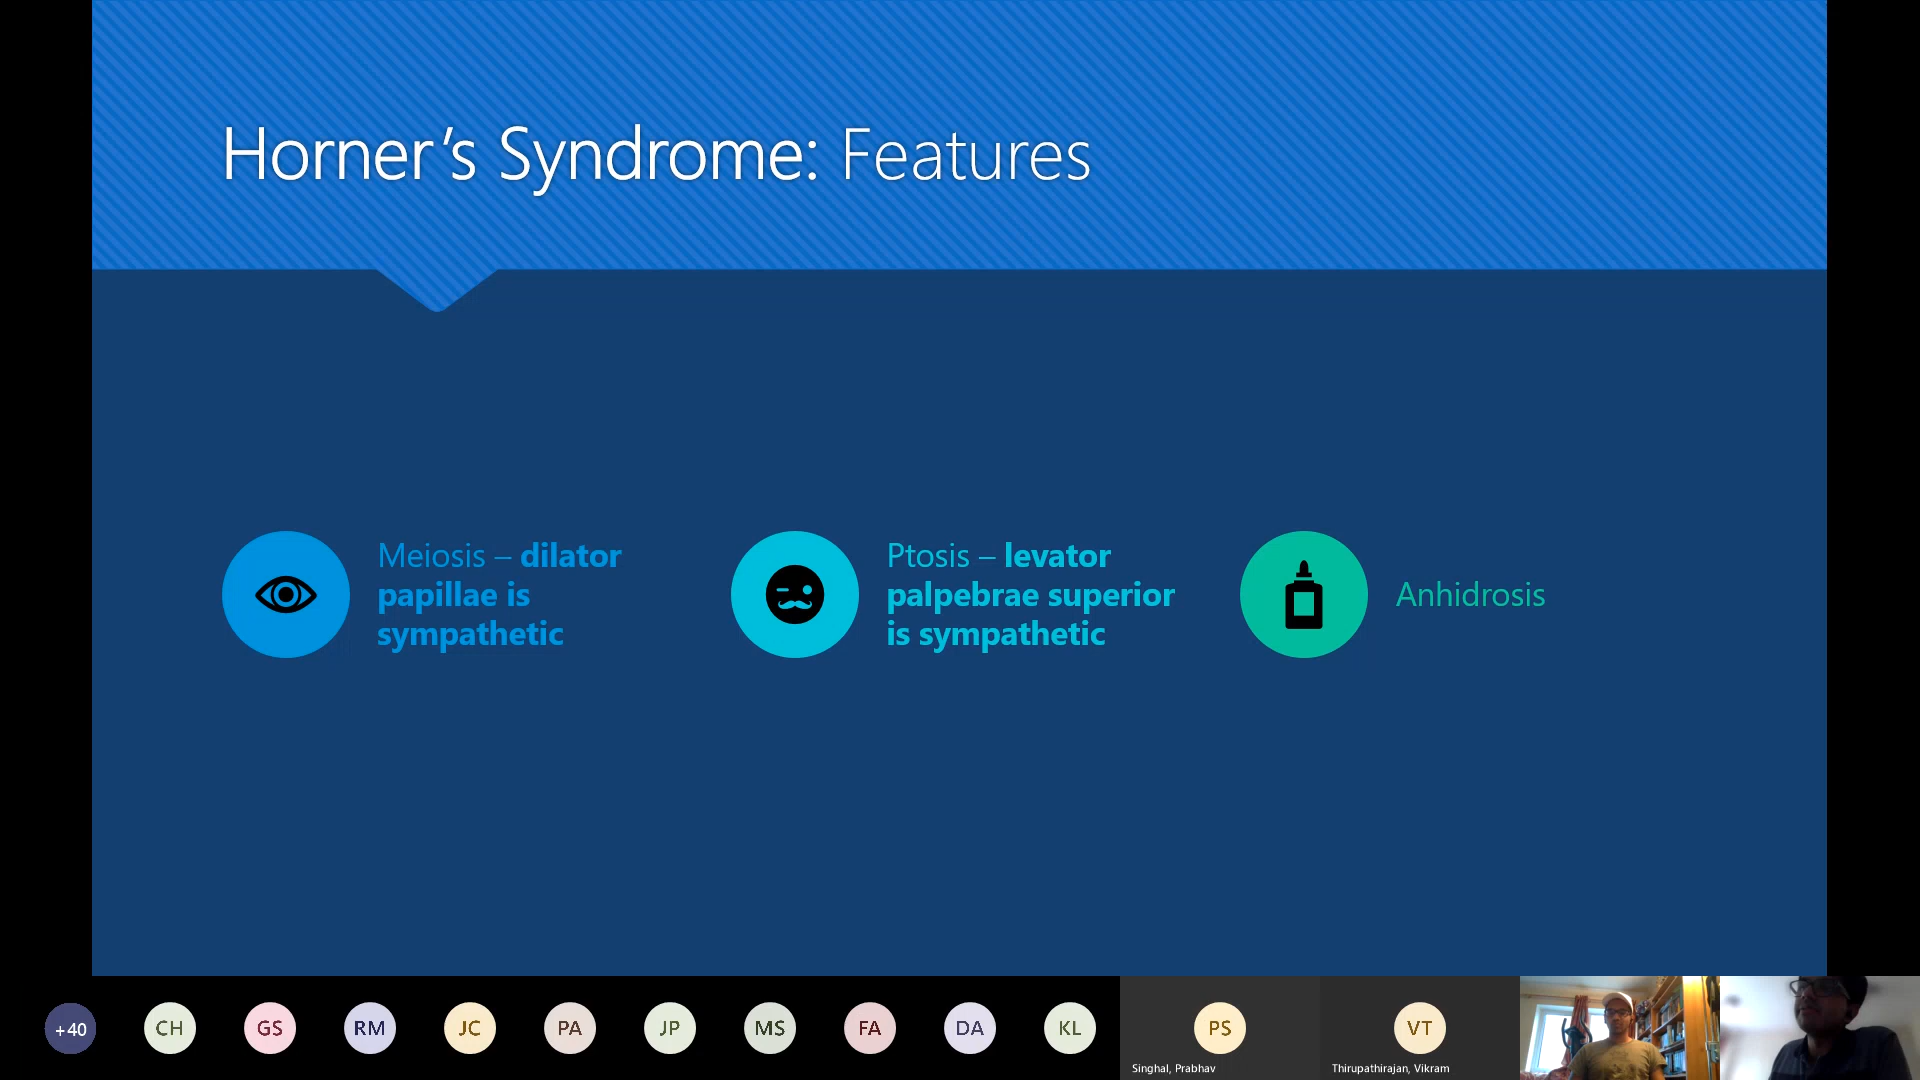 Horner’s Syndrome: Features
Meiosis – dilator
papillae is
sympathetic
Ptosis – levator
palpebrae superior
is sympathetic
Anhidrosis
+40
CH
GS
RM
JC
PA
JP
MS
FA
DA
KL
PS
VT
Singhal, Prabhav
Thirupathirajan, Vikram